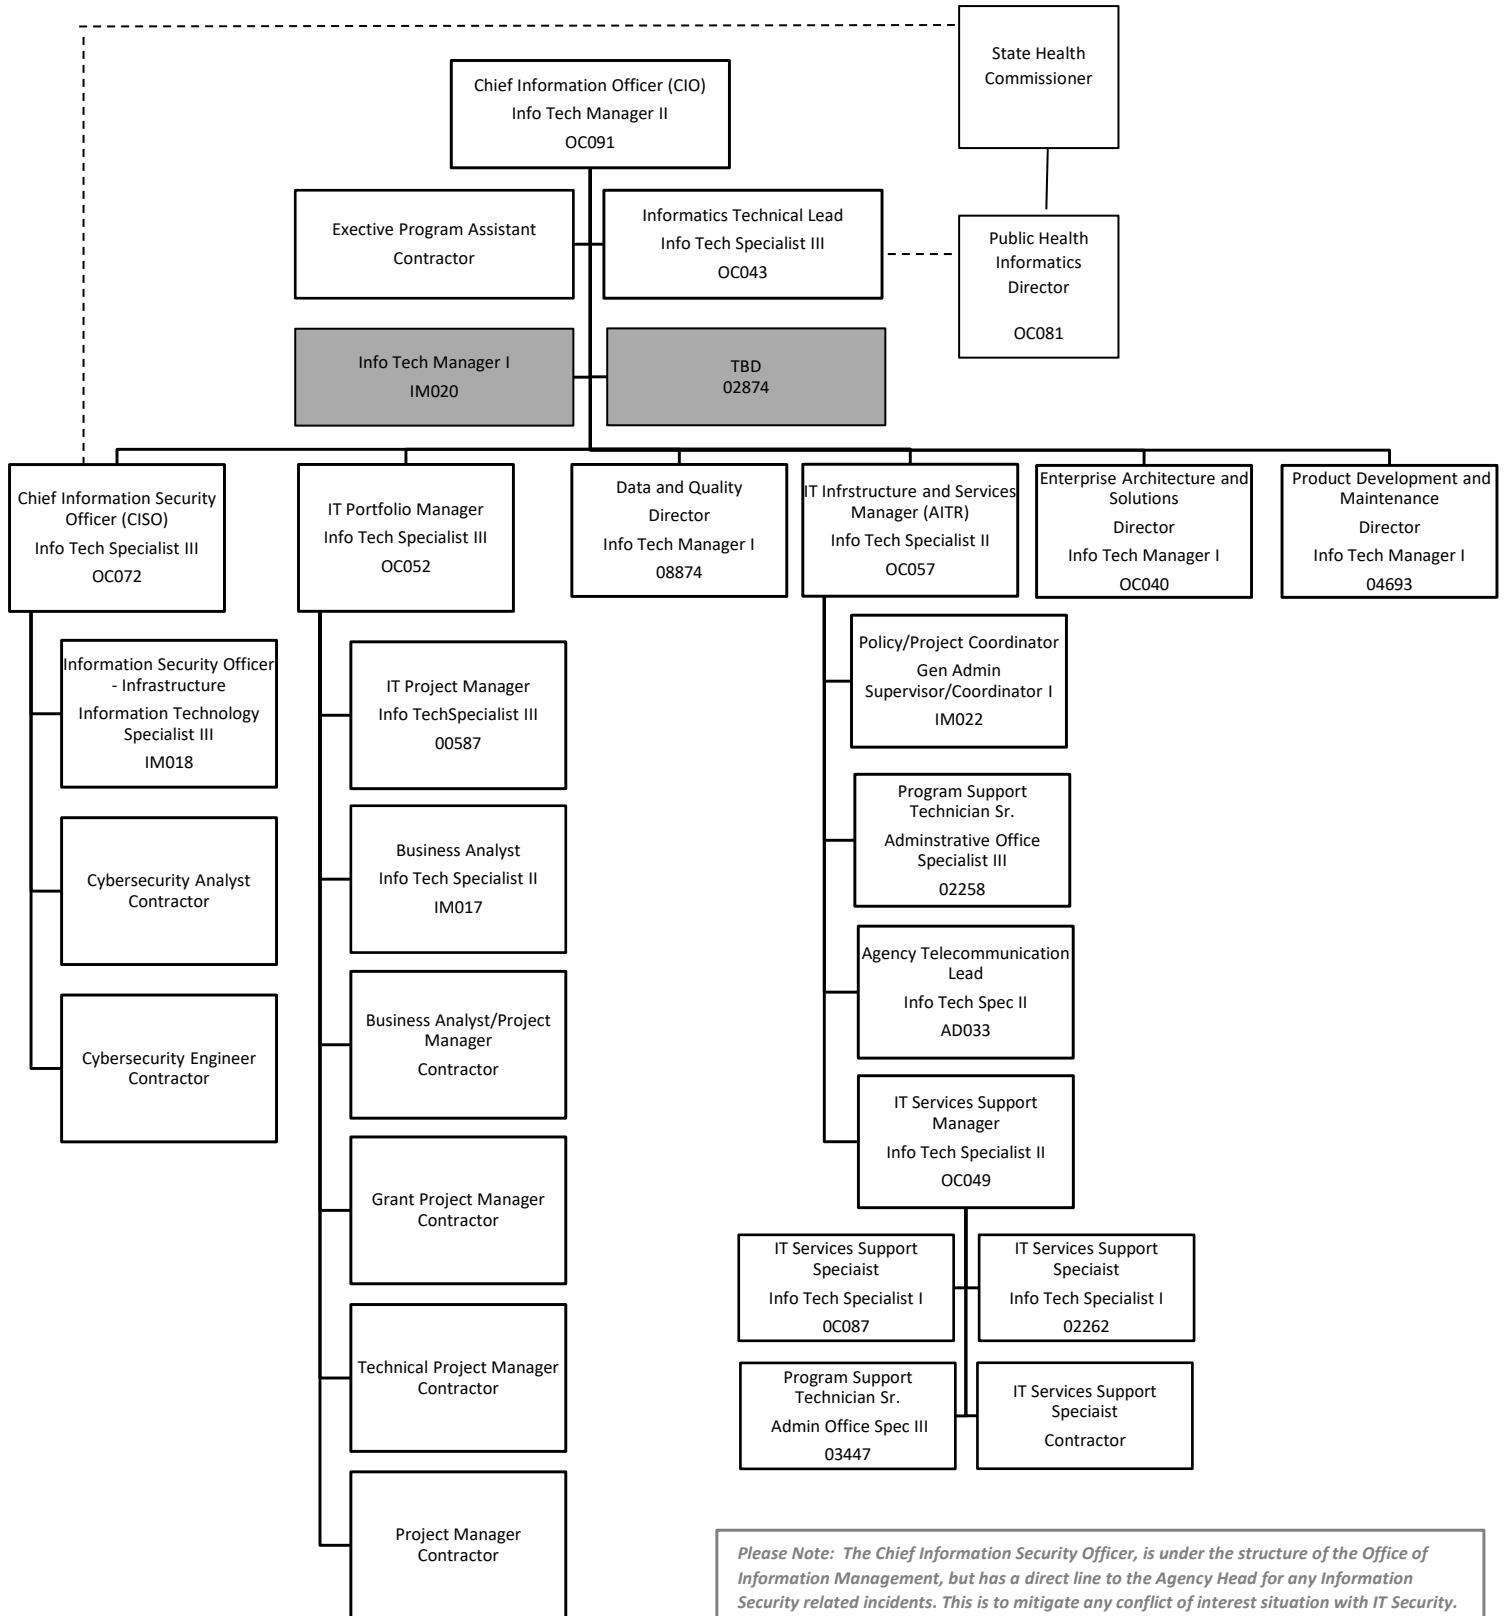 State Health
Commissioner
Chief Information Officer (CIO)
Info Tech Manager II
OC091
Exective Program Assistant
Contractor
Informatics Technical Lead
Info Tech Specialist III
OC043
Public Health
Informatics
Director
OC081
Info Tech Manager I
IM020
TBD
02874
Chief Information Security
Officer (CISO)
Info Tech Specialist III
OC072
IT Portfolio Manager
Info Tech Specialist III
OC052
Data and Quality
Director
Info Tech Manager I
08874
IT Infrstructure and Services
Manager (AITR)
Info Tech Specialist II
OC057
Enterprise Architecture and
Solutions
Director
Info Tech Manager I
OC040
Product Development and
Maintenance
Director
Info Tech Manager I
04693
Information Security Officer
- Infrastructure
Information Technology
Specialist III
IM018
Cybersecurity Analyst
Contractor
Cybersecurity Engineer
Contractor
IT Project Manager
Info TechSpecialist III
00587
Business Analyst
Info Tech Specialist II
IM017
Business Analyst/Project
Manager
Contractor
Grant Project Manager
Contractor
Technical Project Manager
Contractor
Project Manager
Contractor
Policy/Project Coordinator
Gen Admin
Supervisor/Coordinator I
IM022
Program Support
Technician Sr.
Adminstrative Office
Specialist III
02258
Agency Telecommunication
Lead
Info Tech Spec II
AD033
IT Services Support
Manager
Info Tech Specialist II
OC049
IT Services Support
Speciaist
Info Tech Specialist I
0C087
IT Services Support
Speciaist
Info Tech Specialist I
02262
Program Support
Technician Sr.
Admin Office Spec III
03447
IT Services Support
Speciaist
Contractor
Please Note:  The Chief Information Security Officer, is under the structure of the Office of
Information Management, but has a direct line to the Agency Head for any Information
Security related incidents. This is to mitigate any conflict of interest situation with IT Security.